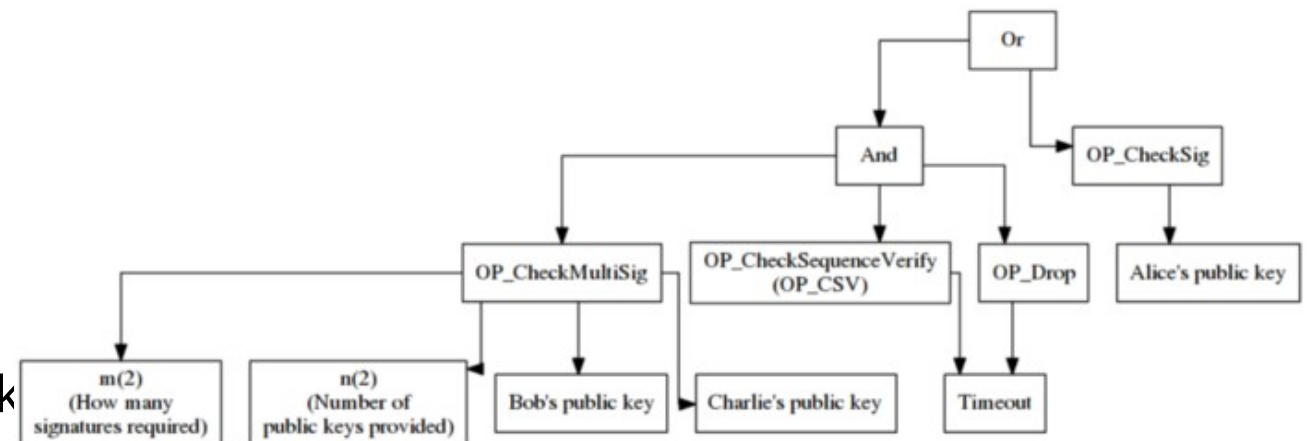 Or
And
OP_CheckSig
OP_CheckMultiSig
OP_CheckSequenceVerify
(OP_CSV)
OP_Drop
Alice's public key
k
m(2)
(How many
signatures required)
n(2)
(Number of
public keys provided)
Bob's public key
Charlie's public key
Timeout